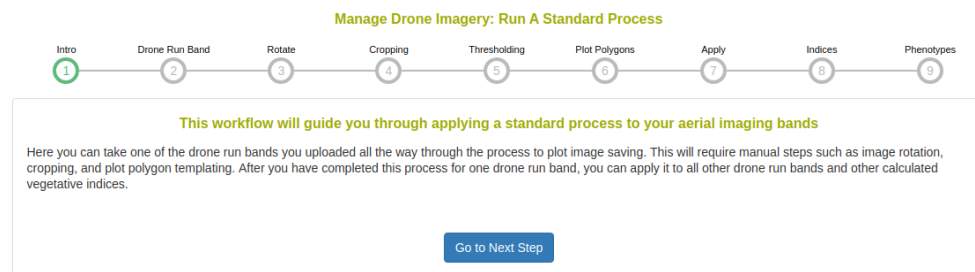 Manage Drone Imagery: Run A Standard Process
Intro Drone Run Band Rotate Cropping Thresholding Plot Polygons Apply Indices Phenotypes
1 2 3 4 5 6 7 8 9
This workflow will guide you through applying a standard process to your aerial imaging bands
Here you can take one of the drone run bands you uploaded all the way through the process to plot image saving. This will require manual steps such as image rotation,
cropping, and plot polygon templating. After you have completed this process for one drone run band, you can apply it to all other drone run bands and other calculated
vegetative indices.
Go to Next Step